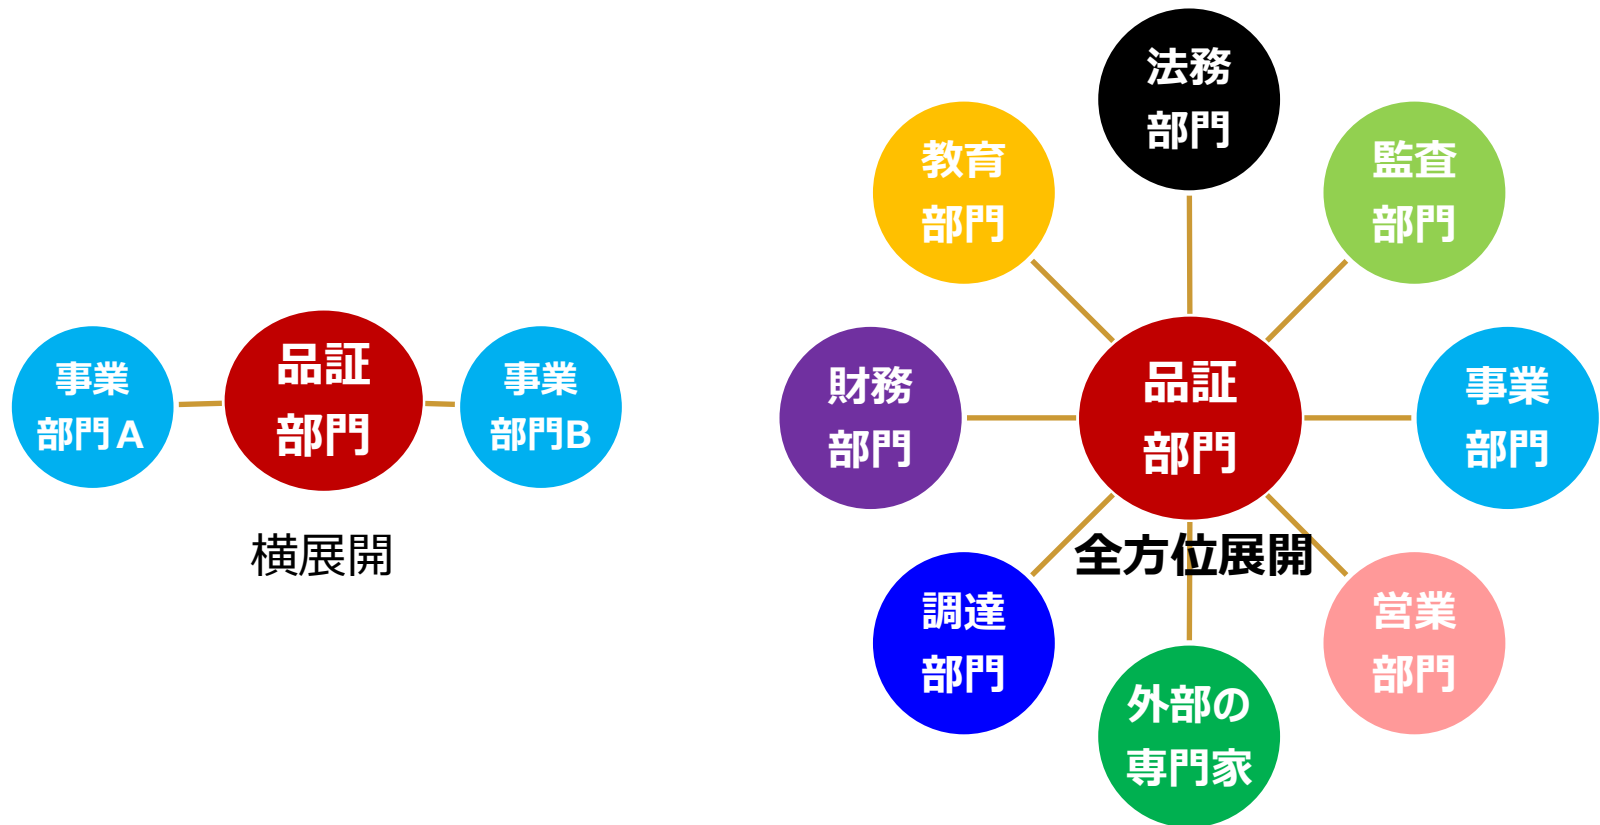 事業
部門A
品証
部門
事業
部門B
横展開
法務
部門
教育
部門
監査
部門
財務
部門
品証
部門
事業
部門
全方位展開
調達
部門
営業
部門
外部の
専門家